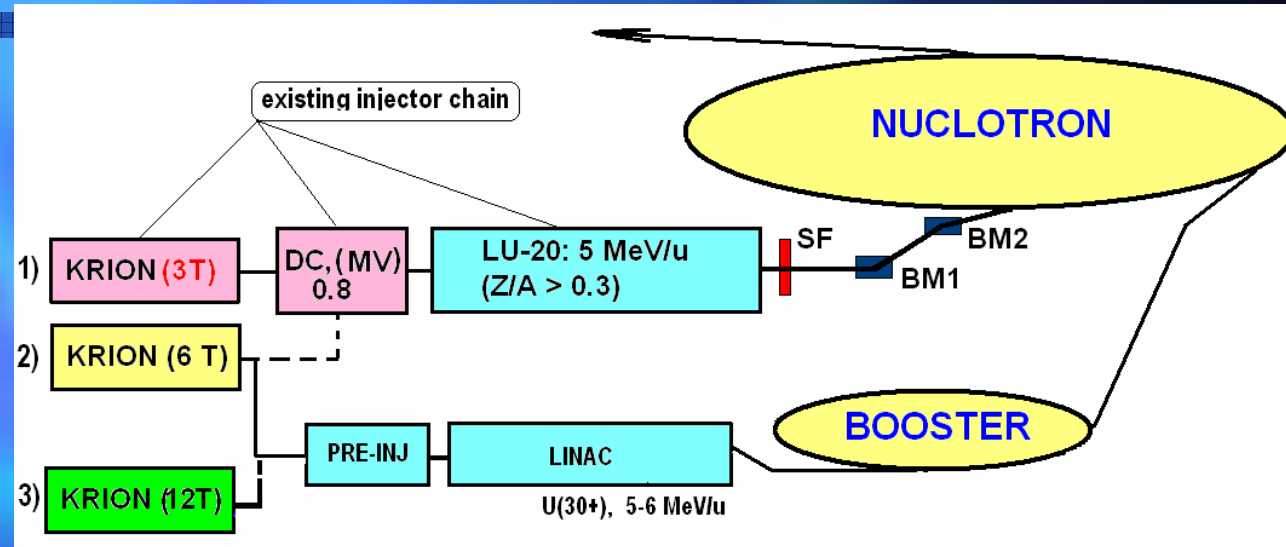 existing injector chain
NUCLOTRON
1) KRION (3T)
DC, (MV)
0.8
LU-20: 5 MeV/u
(Z/A > 0.3)
SF
BM1
BM2
2) KRION (6 T)
BOOSTER
PRE-INJ
LINAC
U(30+), 5-6 MeV/u
3) KRION (12T)